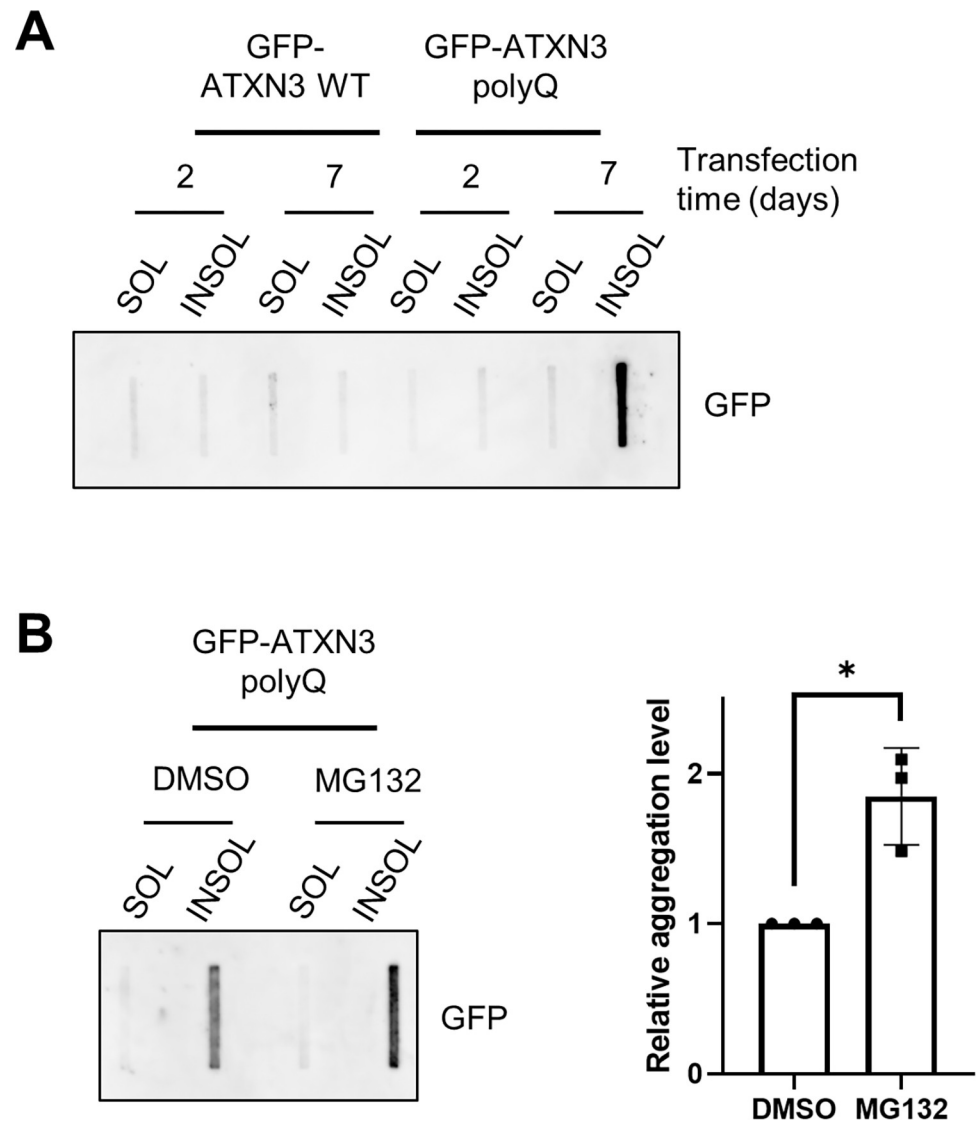 A
GFP-
ATXN3 WT
GFP-ATXN3
polyQ
2
7
2
7
Transfection
time (days)
SOL
INSOL
SOL
INSOL
SOL
INSOL
SOL
INSOL
GFP
B
GFP-ATXN3
polyQ
DMSO
MG132
SOL
INSOL
SOL
INSOL
GFP
*
Relative aggregation level
2
1
0
DMSO
MG132